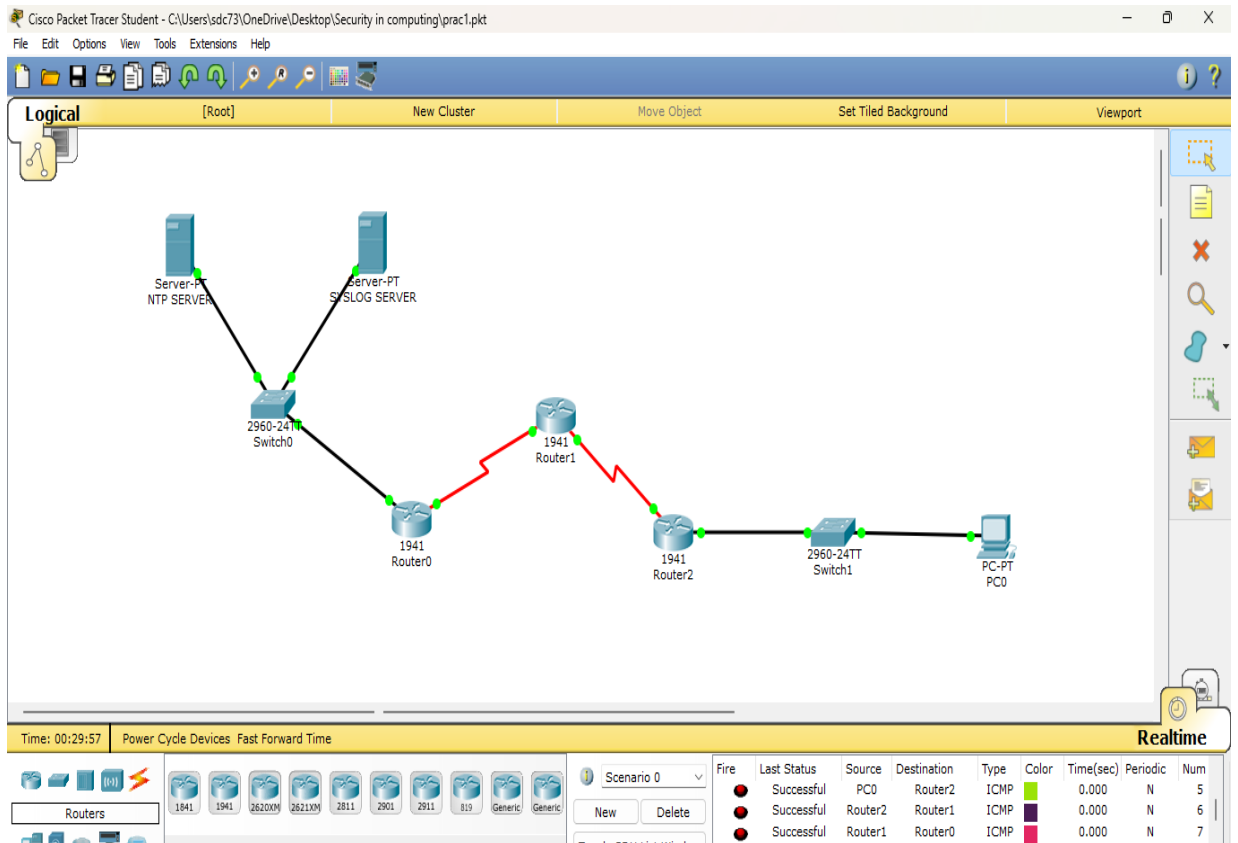 Cisco Packet Tracer Student - C:\Users\sdc73\OneDrive\Desktop\Security in computing\prac1.pkt
File Edit Options View Tools Extensions Help
Logical [Root] New Cluster Move Object Set Tiled Background Viewport
Server-PT
NTP SERVER
Server-PT
SYSLOG SERVER
2960-24TT
Switch0
1941
Router1
1941
Router0
1941
Router2
2960-24TT
Switch1
PC-PT
PC0
Time: 00:29:57 Power Cycle Devices Fast Forward Time Realtime
Routers
1841 1941 2620XM 2621XM 2811 2901 2911 819 Generic Generic
Scenario 0
New Delete
Fire Last Status Source Destination Type Color Time(sec) Periodic Num
Successful PC0 Router2 ICMP 0.000 N 5
Successful Router2 Router1 ICMP 0.000 N 6
Successful Router1 Router0 ICMP 0.000 N 7